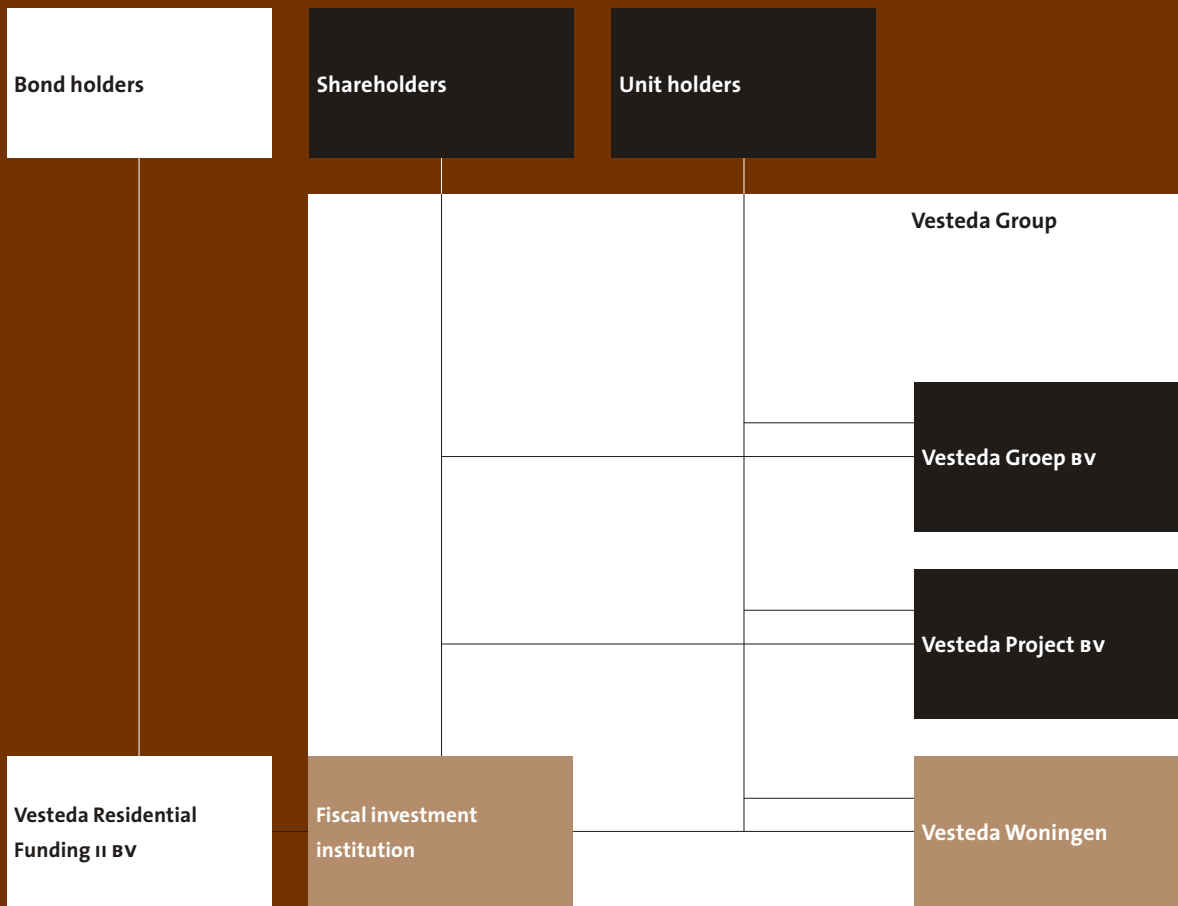 Bond holders
Shareholders
Unit holders
Vesteda Group
Vesteda Groep BV
Vesteda Project BV
Vesteda Residential
Funding II BV
Fiscal investment
institution
Vesteda Woningen